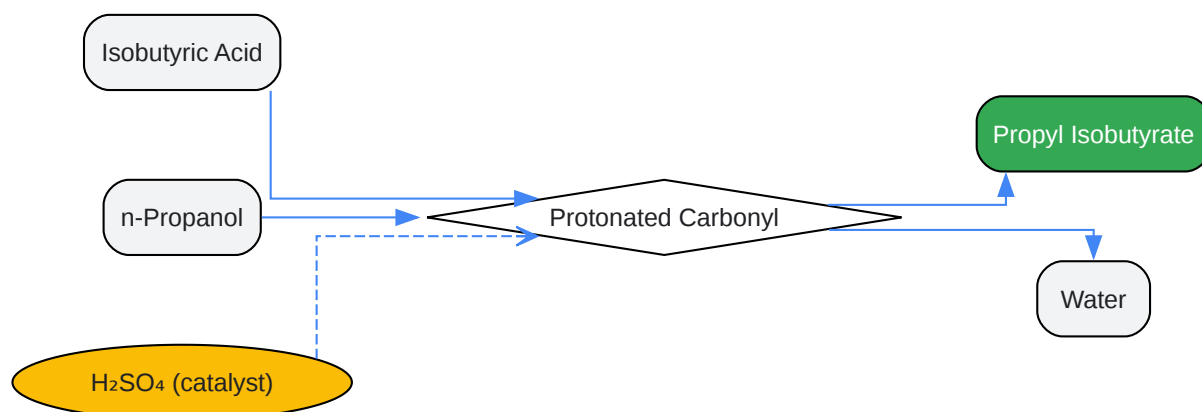 Isobutyric Acid
n-Propanol
H₂SO₄ (catalyst)
Protonated Carbonyl
Propyl Isobutyrate
Water